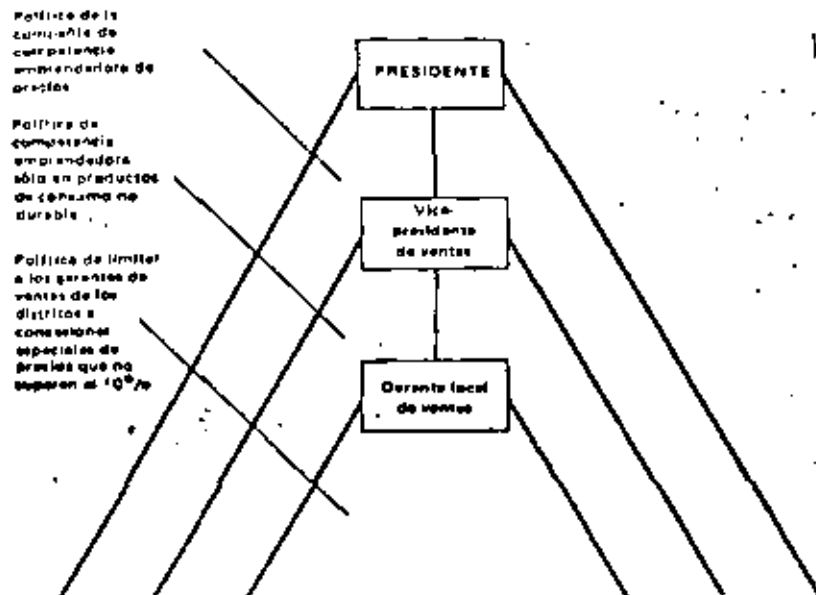 Política de la
compañía de
competencia
emprendedora de
precios
PRESIDENTE
Política de
competencia
emprendedora
sólo en productos
de consumo no
durable
Vice-
presidente
de ventas
Política de limitar
a los gerentes de
ventas de los
distritos a
concesiones
especiales de
precios que no
superen el 10%
Gerente local
de ventas